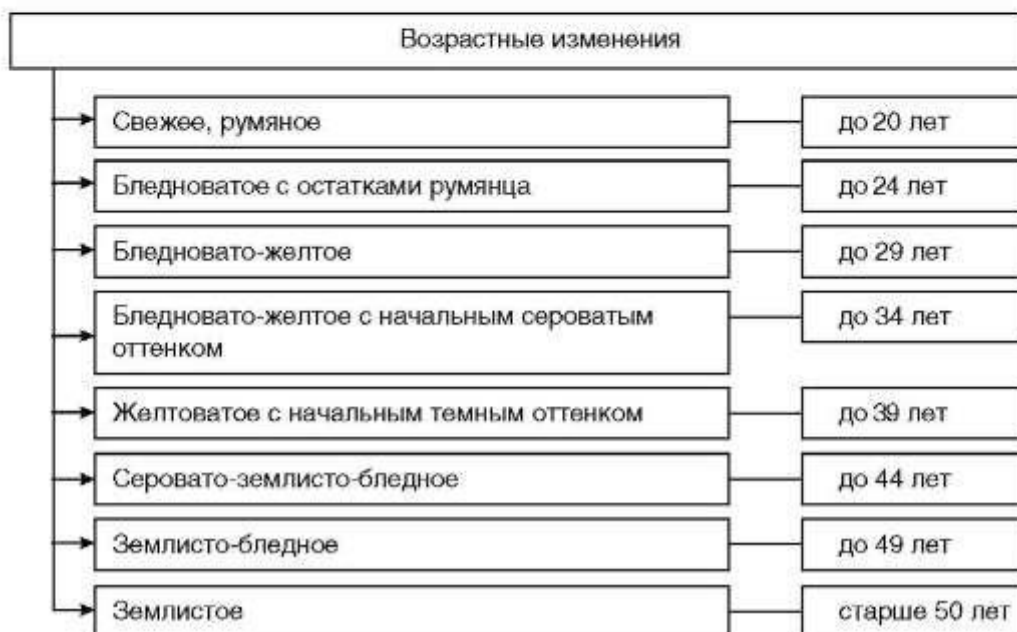 Возрастные изменения
Свежее, румяное
до 20 лет
Бледноватое с остатками румянца
до 24 лет
Бледновато-желтое
до 29 лет
Бледновато-желтое с начальным сероватым
оттенком
до 34 лет
Желтоватое с начальным темным оттенком
до 39 лет
Серовато-землисто-бледное
до 44 лет
Землисто-бледное
до 49 лет
Землистое
старше 50 лет